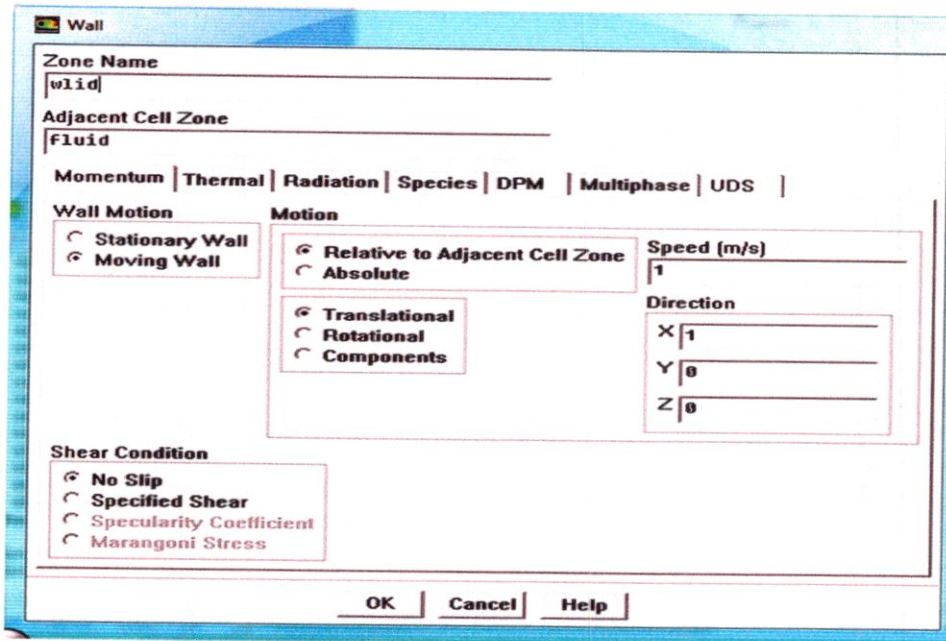 Wall
Zone Name
wlid
Adjacent Cell Zone
fluid
Momentum Thermal Radiation Species DPM Multiphase UDS
Wall Motion
Stationary Wall
Moving Wall
Motion
Relative to Adjacent Cell Zone
Absolute
Translational
Rotational
Components
Speed (m/s)
1
Direction
X 1
Y 0
Z 0
Shear Condition
No Slip
Specified Shear
Specularity Coefficient
Marangoni Stress
OK Cancel Help